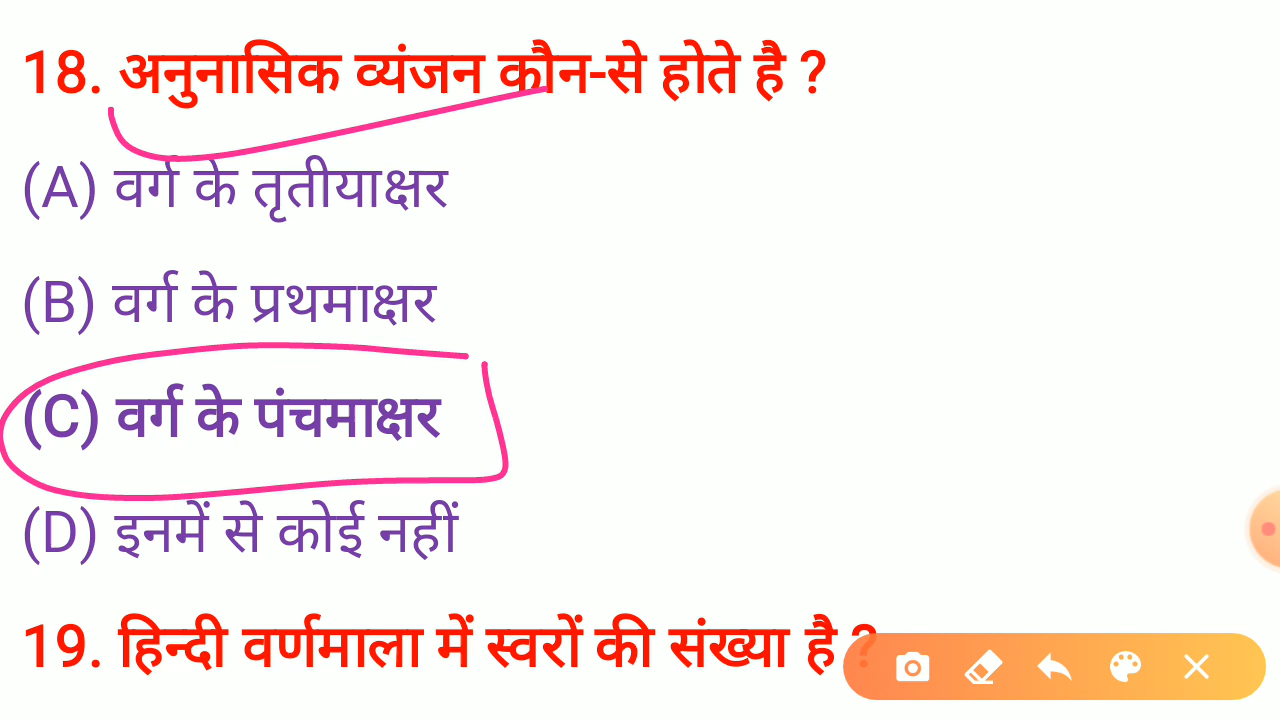 18. अनुनासिक व्यंजन कौन-से होते है ?
(A) वर्ग के तृतीयाक्षर
(B) वर्ग के प्रथमाक्षर
(C) वर्ग के पंचमाक्षर
(D) इनमें से कोई नहीं
19. हिन्दी वर्णमाला में स्वरों की संख्या है ?